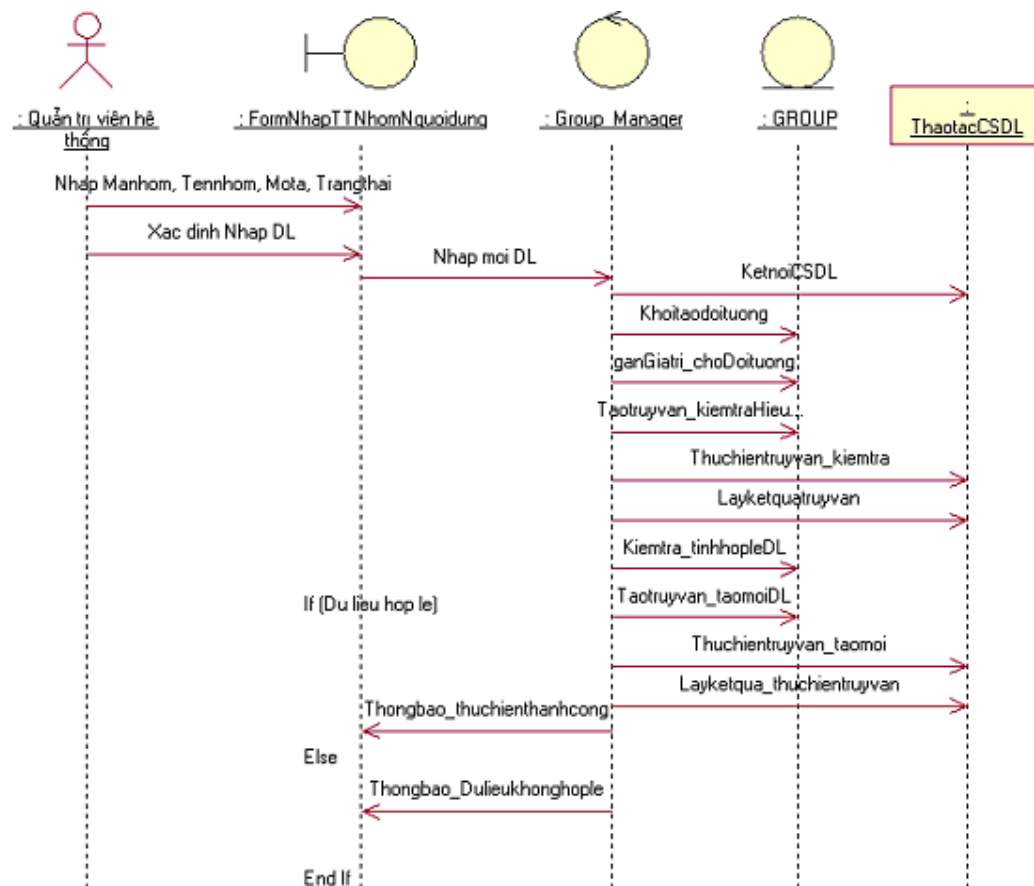 : Quản trị viên hê
thống
: FormNhapTTNhomNguoidung
: Group_Manager
: GROUP
:
ThaotacCSDL
Nhap Manhom, Tennhom, Mota, Trangthai
Xac dinh Nhap DL
Nhap moi DL
KetnoiCSDL
Khoitaodoituong
ganGiatri_choDoituong
Taotruyvan_kiemtraHieu...
Thuchientruyvan_kiemtra
Layketquatruyvan
Kiemtra_tinhhopleDL
If (Du lieu hop le)
Taotruyvan_taomoiDL
Thuchientruyvan_taomoi
Layketqua_thuchientruyvan
Thongbao_thuchienthanhcong
Else
Thongbao_Dulieukhonghople
End If